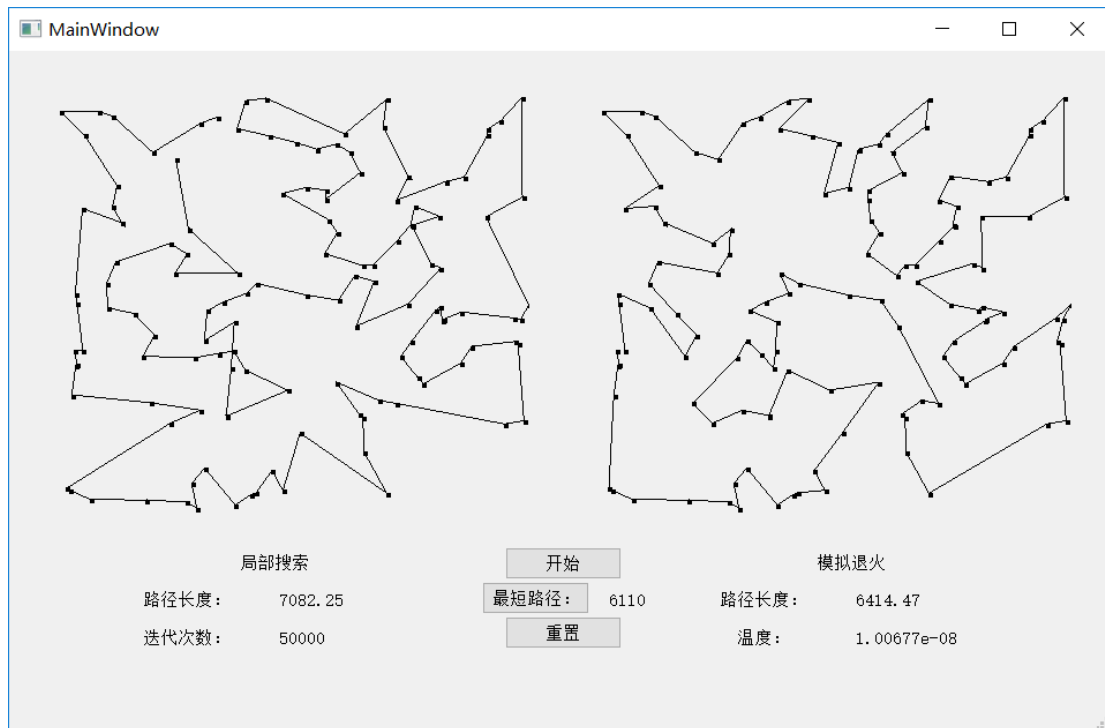 MainWindow
局部搜索 开始 模拟退火
路径长度： 7082.25 最短路径： 6110 路径长度： 6414.47
迭代次数： 50000 重置 温度： 1.00677e-08